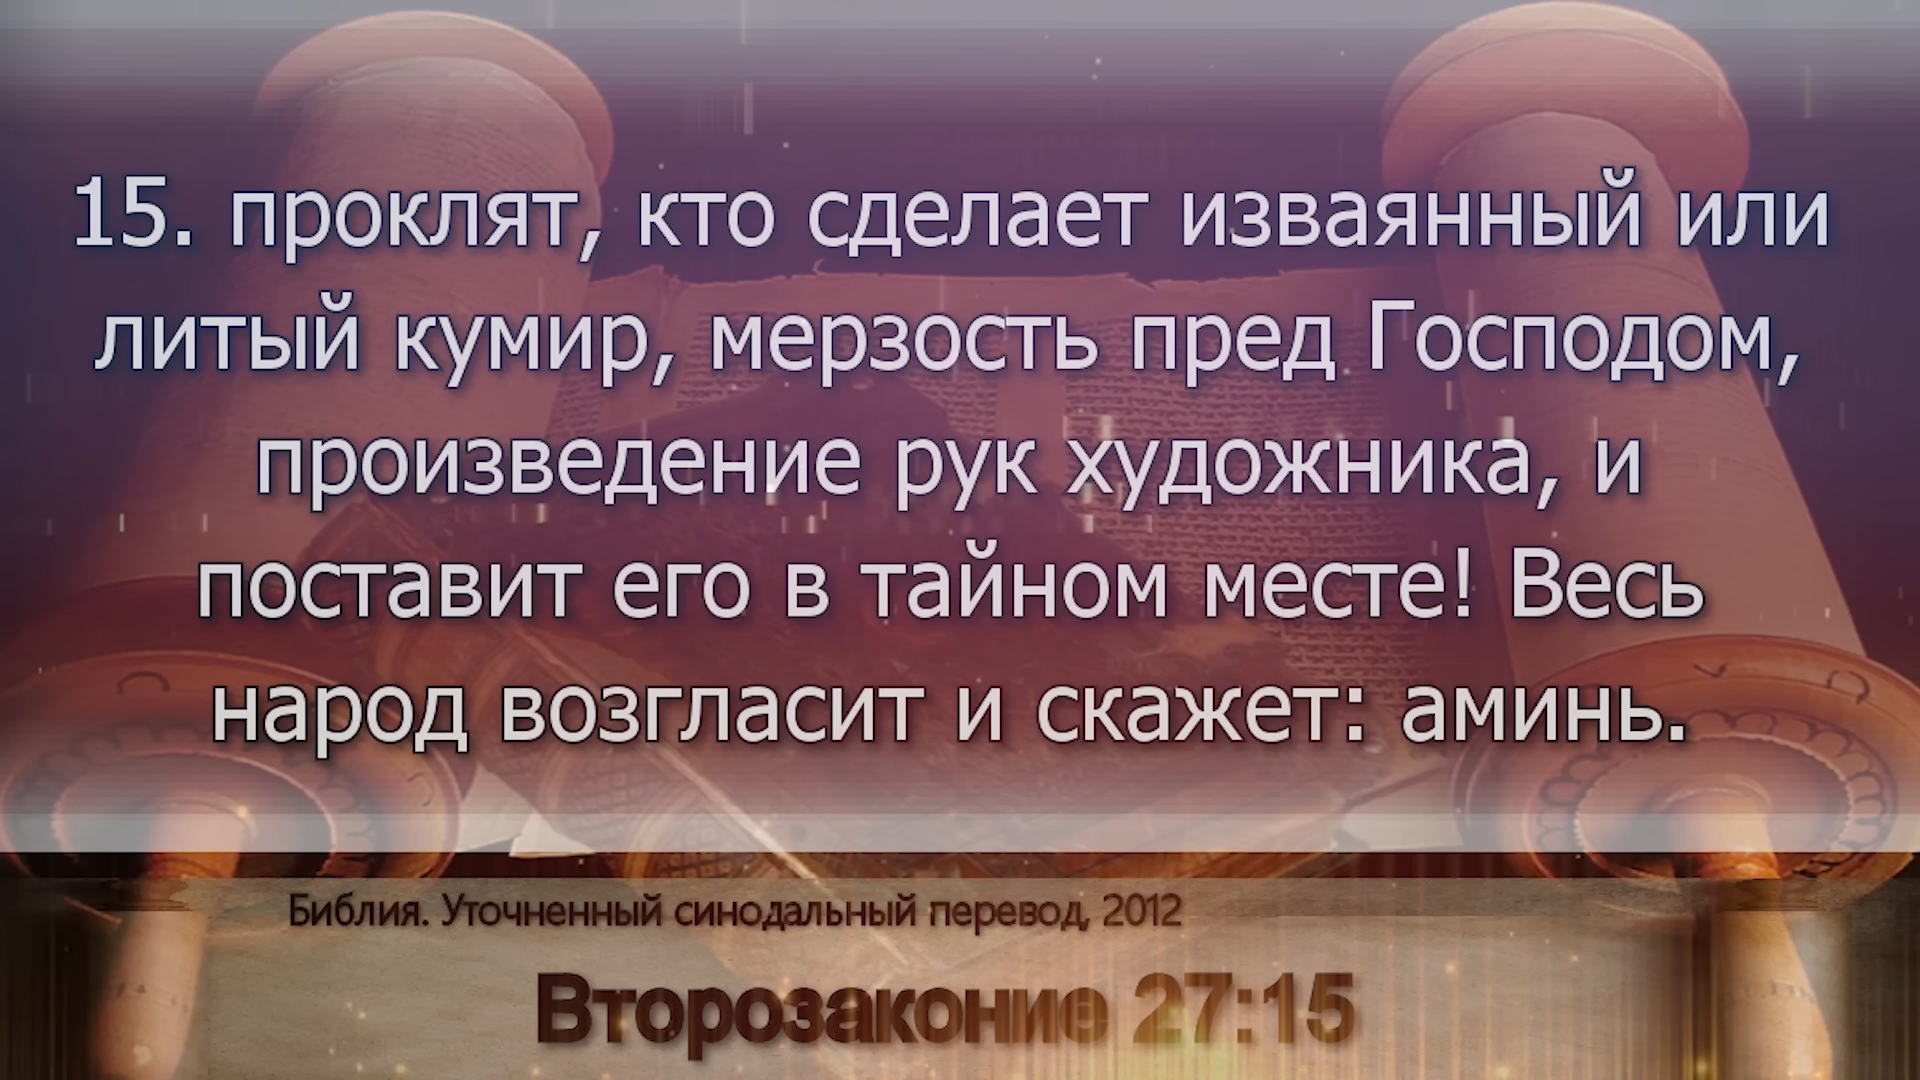 15. проклят, кто сделает изваянный или
литый кумир, мерзость пред Господом,
произведение рук художника, и
поставит его в тайном месте! Весь
народ возгласит и скажет: аминь.
Библия. Уточненный синодальный перевод, 2012
Второзаконие 27:15